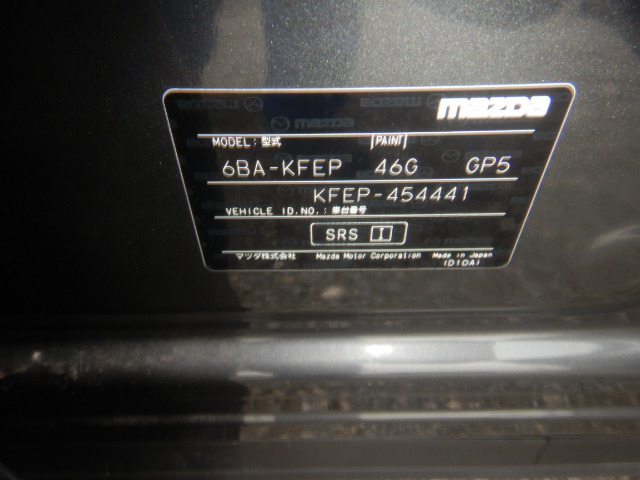 mazda
MODEL: 型式 PAINT
6BA-KFEP 46G GP5
KFEP-454441
VEHICLE ID.NO.: 車台番号
SRS I
マツダ株式会社 Mazda Motor Corporation Made in Japan
(D10A)